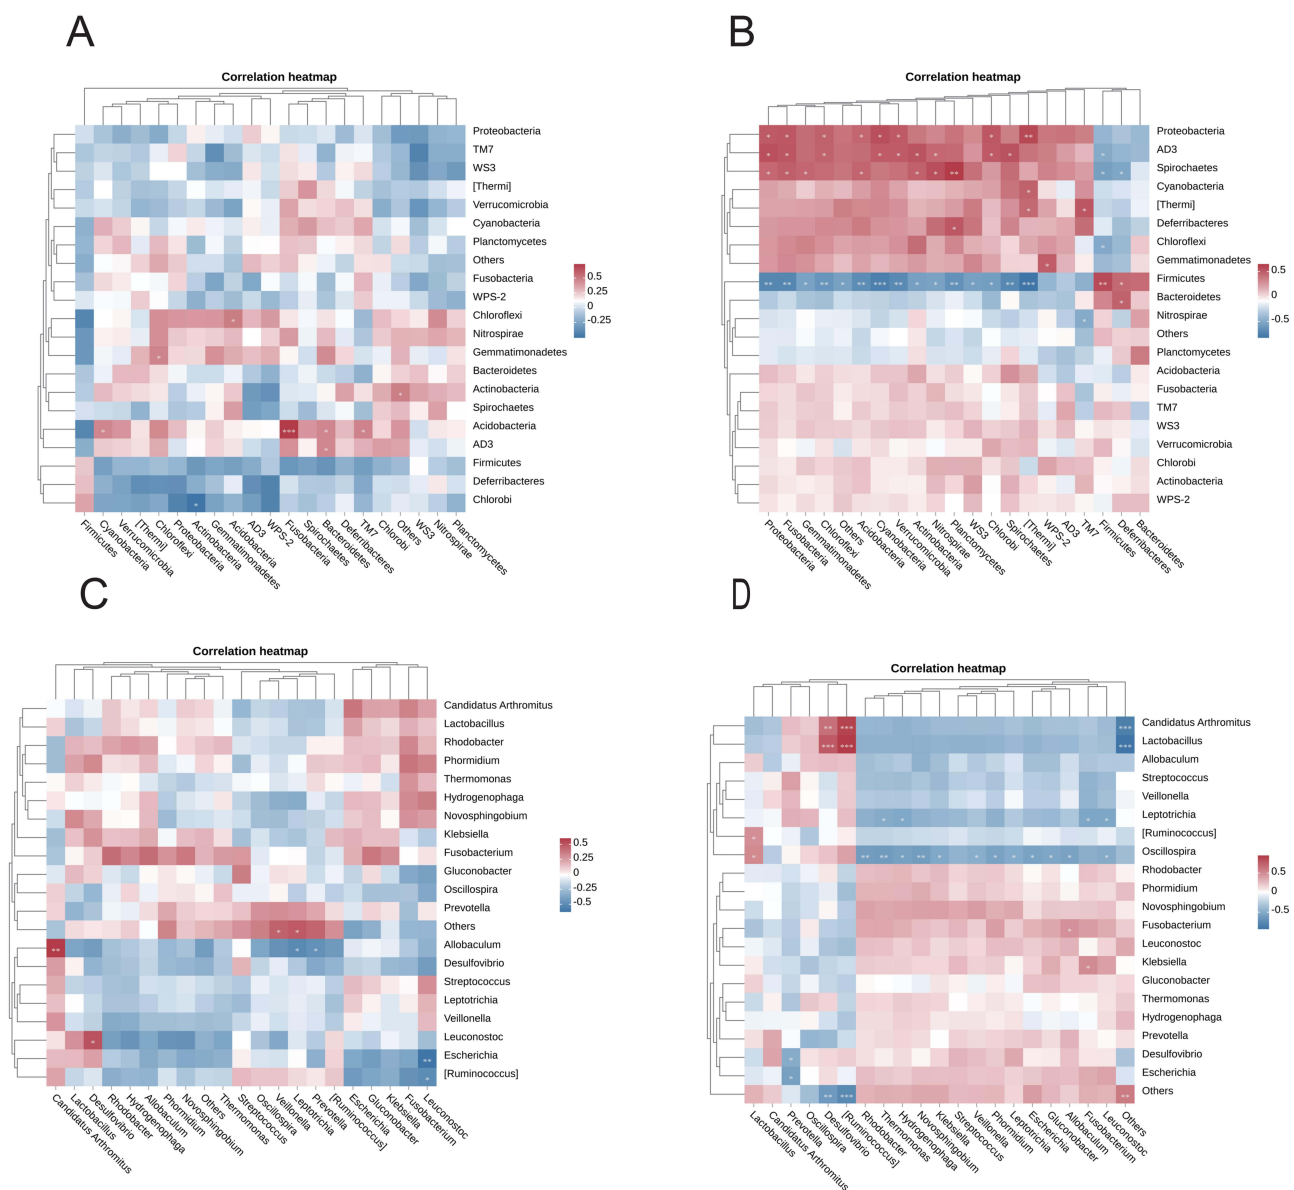 A
Correlation heatmap
Proteobacteria
TM7
WS3
[Thermi]
Verrucomicrobia
Cyanobacteria
Planctomycetes
Others
Fusobacteria
WPS-2
Chloroflexi
Nitrospirae
Gemmatimonadetes
Bacteroidetes
Actinobacteria
Spirochaetes
Acidobacteria
AD3
Firmicutes
Deferribacteres
Chlorobi
0.5
0.25
-0.25
Firmicutes
Cyanobacteria
Verrucomicrobia
[Thermi]
Chloroflexi
Proteobacteria
Actinobacteria
Gemmatimonadetes
Acidobacteria
AD3
WPS-2
Fusobacteria
Spirochaetes
Bacteroidetes
Deferribacteres
TM7
Chlorobi
Others
WS3
Nitrospirae
Planctomycetes
B
Correlation heatmap
Proteobacteria
AD3
Spirochaetes
Cyanobacteria
[Thermi]
Deferribacteres
Chloroflexi
Gemmatimonadetes
Firmicutes
Bacteroidetes
Nitrospirae
Others
Planctomycetes
Acidobacteria
Fusobacteria
TM7
WS3
Verrucomicrobia
Chlorobi
Actinobacteria
WPS-2
0.5
0
-0.5
Proteobacteria
Fusobacteria
Gemmatimonadetes
Chloroflexi
Others
Acidobacteria
Cyanobacteria
Verrucomicrobia
Actinobacteria
Nitrospirae
Planctomycetes
WS3
Chlorobi
Spirochaetes
[Thermi]
WPS-2
AD3
TM7
Firmicutes
Deferribacteres
Bacteroidetes
C
Correlation heatmap
Candidatus Arthromitus
Lactobacillus
Rhodobacter
Phormidium
Thermomonas
Hydrogenophaga
Novosphingobium
Klebsiella
Fusobacterium
Gluconobacter
Oscillospira
Prevotella
Others
Allobaculum
Desulfovibrio
Streptococcus
Leptotrichia
Veillonella
Leuconostoc
Escherichia
[Ruminococcus]
0.5
0.25
0
-0.25
-0.5
Candidatus Arthromitus
Lactobacillus
Desulfovibrio
Rhodobacter
Hydrogenophaga
Allobaculum
Phormidium
Novosphingobium
Others
Thermomonas
Streptococcus
Oscillospira
Veillonella
Leptotrichia
Prevotella
[Ruminococcus]
Escherichia
Gluconobacter
Klebsiella
Fusobacterium
Leuconostoc
D
Correlation heatmap
Candidatus Arthromitus
Lactobacillus
Allobaculum
Streptococcus
Veillonella
Leptotrichia
[Ruminococcus]
Oscillospira
Rhodobacter
Phormidium
Novosphingobium
Fusobacterium
Leuconostoc
Klebsiella
Gluconobacter
Thermomonas
Hydrogenophaga
Prevotella
Desulfovibrio
Escherichia
Others
0.5
0
-0.5
Lactobacillus
Candidatus Arthromitus
Prevotella
Oscillospira
Desulfovibrio
[Ruminococcus]
Rhodobacter
Thermomonas
Hydrogenophaga
Novosphingobium
Klebsiella
Streptococcus
Veillonella
Phormidium
Leptotrichia
Escherichia
Gluconobacter
Allobaculum
Fusobacterium
Leuconostoc
Others